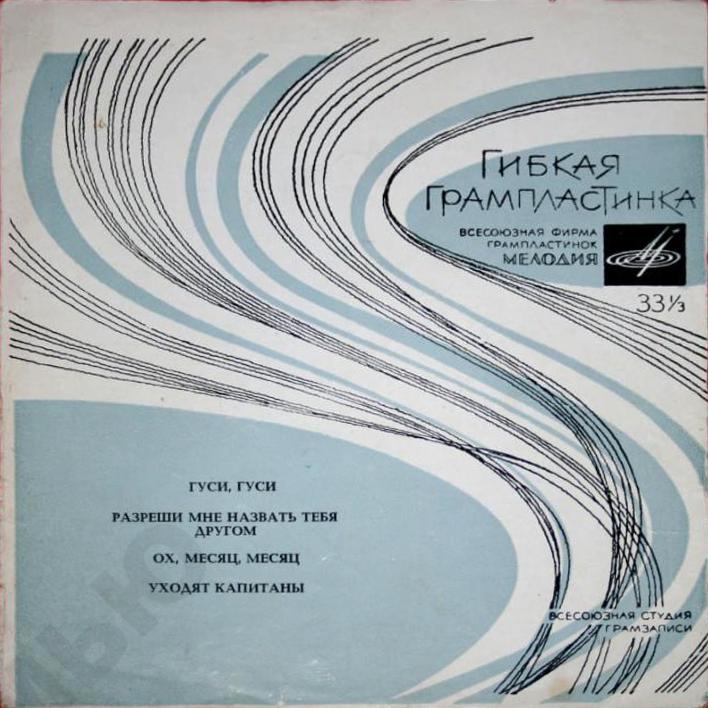 ГИБКАЯ
ГРАМПЛАСТИНКА
ВСЕСОЮЗНАЯ ФИРМА
ГРАМПЛАСТИНОК
МЕЛОДИЯ
33⅓
ГУСИ, ГУСИ
РАЗРЕШИ МНЕ НАЗВАТЬ ТЕБЯ
ДРУГОМ
ОХ, МЕСЯЦ, МЕСЯЦ
УХОДЯТ КАПИТАНЫ
ВСЕСОЮЗНАЯ СТУДИЯ
ГРАМЗАПИСИ